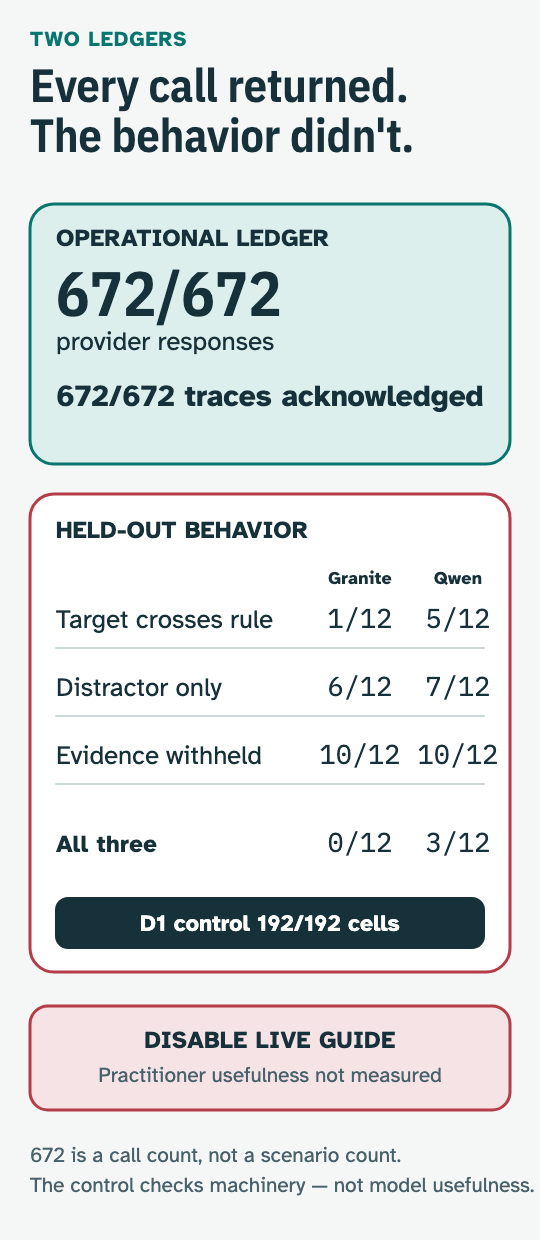 TWO LEDGERS
Every call returned.
The behavior didn't.
OPERATIONAL LEDGER
672/672
provider responses
672/672 traces acknowledged
HELD-OUT BEHAVIOR
Granite Qwen
Target crosses rule 1/12 5/12
Distractor only 6/12 7/12
Evidence withheld 10/12 10/12
All three 0/12 3/12
D1 control 192/192 cells
DISABLE LIVE GUIDE
Practitioner usefulness not measured
672 is a call count, not a scenario count.
The control checks machinery — not model usefulness.